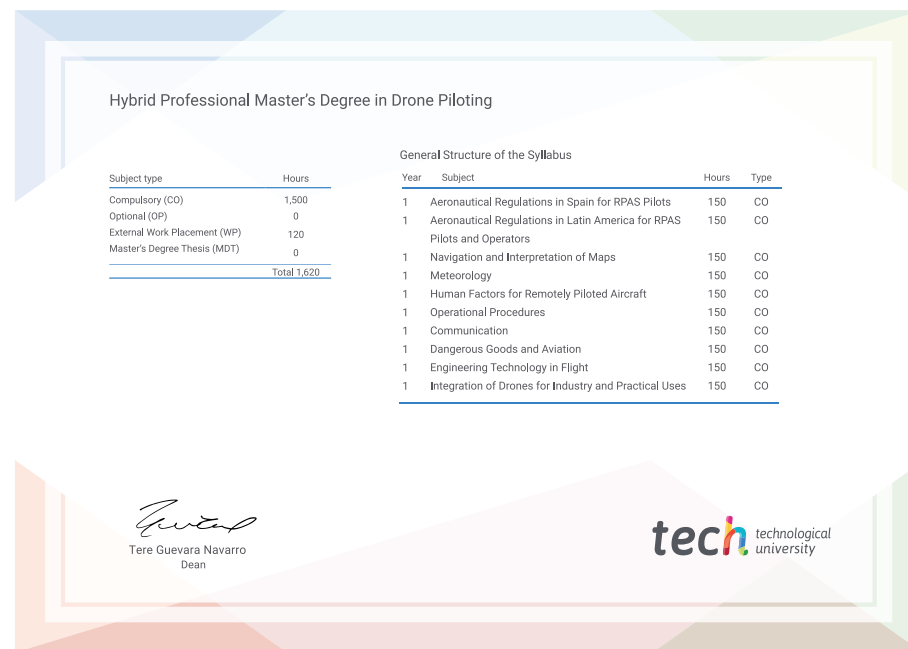 Hybrid Professional Master's Degree in Drone Piloting
General Structure of the Syllabus
Subject type Hours
Compulsory (CO) 1,500
Optional (OP) 0
External Work Placement (WP) 120
Master's Degree Thesis (MDT) 0
Total 1,620
Year Subject Hours Type
1 Aeronautical Regulations in Spain for RPAS Pilots 150 CO
1 Aeronautical Regulations in Latin America for RPAS 150 CO
Pilots and Operators
1 Navigation and Interpretation of Maps 150 CO
1 Meteorology 150 CO
1 Human Factors for Remotely Piloted Aircraft 150 CO
1 Operational Procedures 150 CO
1 Communication 150 CO
1 Dangerous Goods and Aviation 150 CO
1 Engineering Technology in Flight 150 CO
1 Integration of Drones for Industry and Practical Uses 150 CO
Tere Guevara Navarro
Dean
tech technological
university